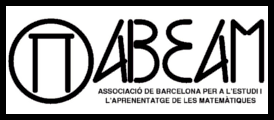 ABEAM
ASSOCIACIÓ DE BARCELONA PER A L'ESTUDI I
L'APRENENTATGE DE LES MATEMÀTIQUES